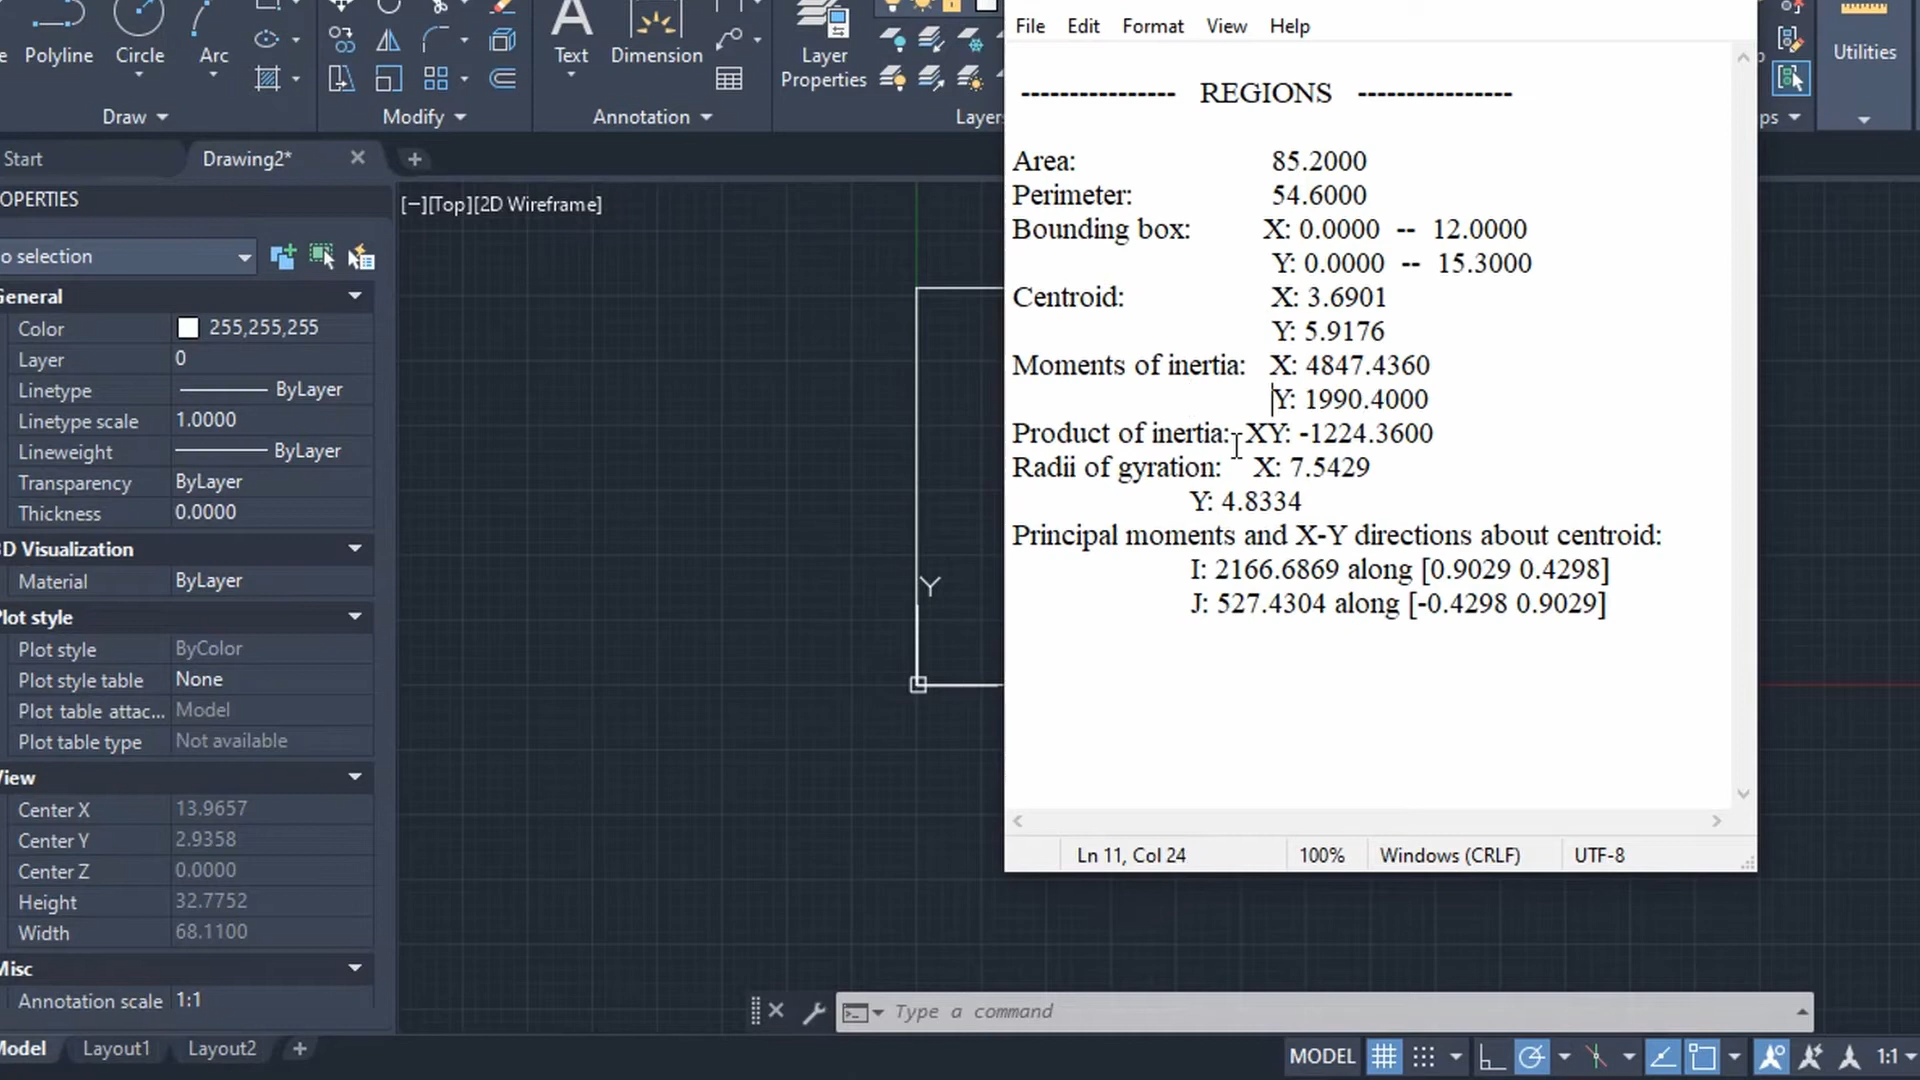 Polyline
Circle
Arc
Text
Dimension
Layer
Properties
Utilities
Draw
Modify
Annotation
Layers
ps
Start
Drawing2*
File Edit Format View Help
---------------- REGIONS ----------------
Area: 85.2000
Perimeter: 54.6000
Bounding box: X: 0.0000 -- 12.0000
Y: 0.0000 -- 15.3000
Centroid: X: 3.6901
Y: 5.9176
Moments of inertia: X: 4847.4360
Y: 1990.4000
Product of inertia: XY: -1224.3600
Radii of gyration: X: 7.5429
Y: 4.8334
Principal moments and X-Y directions about centroid:
I: 2166.6869 along [0.9029 0.4298]
J: 527.4304 along [-0.4298 0.9029]
Ln 11, Col 24 100% Windows (CRLF) UTF-8
[−][Top][2D Wireframe]
Y
ROPERTIES
o selection
General
Color 255,255,255
Layer 0
Linetype ByLayer
Linetype scale 1.0000
Lineweight ByLayer
Transparency ByLayer
Thickness 0.0000
3D Visualization
Material ByLayer
Plot style
Plot style ByColor
Plot style table None
Plot table attac... Model
Plot table type Not available
View
Center X 13.9657
Center Y 2.9358
Center Z 0.0000
Height 32.7752
Width 68.1100
Misc
Annotation scale 1:1
Type a command
Model Layout1 Layout2
MODEL 1:1